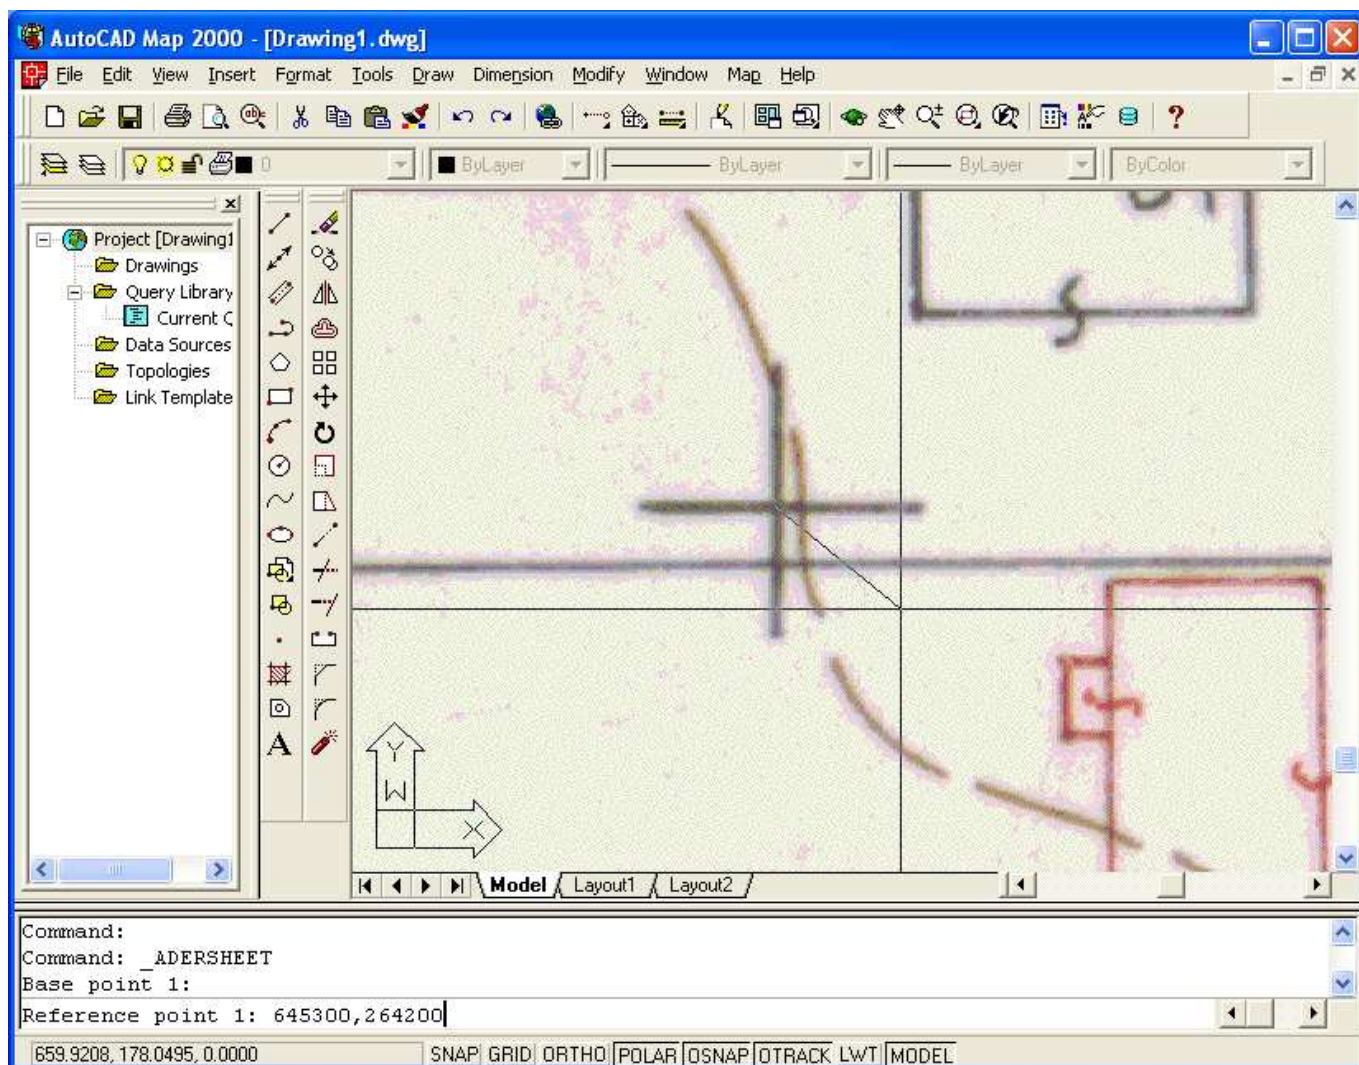 AutoCAD Map 2000 - [Drawing1.dwg]
File Edit View Insert Format Tools Draw Dimension Modify Window Map Help
0 ByLayer ByLayer ByLayer ByColor
Project [Drawing1
Drawings
Query Library
Current Q
Data Sources
Topologies
Link Template
A
Y
W
X
Model Layout1 Layout2
Command:
Command: _ADERSHEET
Base point 1:
Reference point 1: 645300,264200
659.9208, 178.0495, 0.0000 SNAP GRID ORTHO POLAR OSNAP OTRACK LWT MODEL